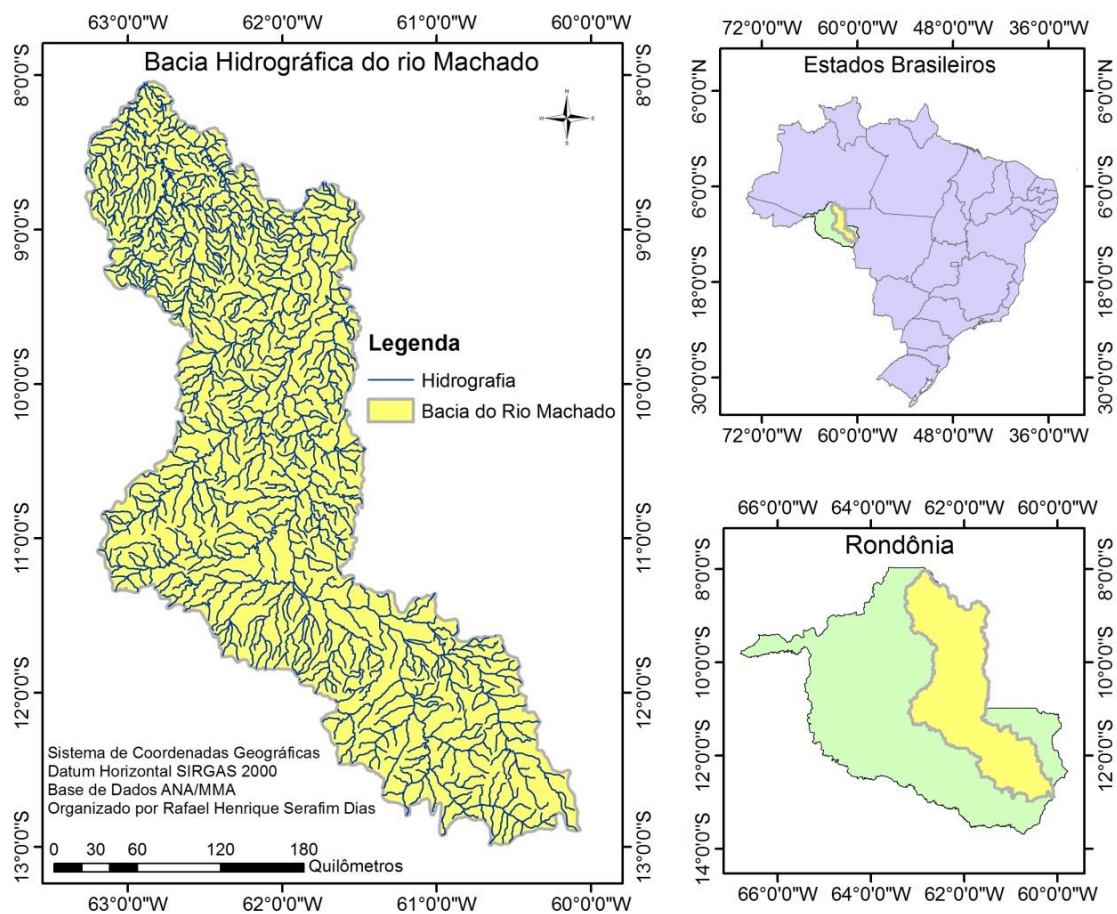 63°0'0"W 62°0'0"W 61°0'0"W 60°0'0"W
Bacia Hidrográfica do rio Machado
N
W E
S
8°0'0"S 8°0'0"S
9°0'0"S 9°0'0"S
10°0'0"S 10°0'0"S
11°0'0"S 11°0'0"S
12°0'0"S 12°0'0"S
13°0'0"S 13°0'0"S
Legenda
Hidrografia
Bacia do Rio Machado
Sistema de Coordenadas Geográficas
Datum Horizontal SIRGAS 2000
Base de Dados ANA/MMA
Organizado por Rafael Henrique Serafim Dias
0 30 60 120 180
Quilômetros
63°0'0"W 62°0'0"W 61°0'0"W 60°0'0"W
72°0'0"W 60°0'0"W 48°0'0"W 36°0'0"W
Estados Brasileiros
6°0'0"N 6°0'0"N
6°0'0"S 6°0'0"S
18°0'0"S 18°0'0"S
30°0'0"S 30°0'0"S
72°0'0"W 60°0'0"W 48°0'0"W 36°0'0"W
66°0'0"W 64°0'0"W 62°0'0"W 60°0'0"W
Rondônia
8°0'0"S 8°0'0"S
10°0'0"S 10°0'0"S
12°0'0"S 12°0'0"S
14°0'0"S 14°0'0"S
66°0'0"W 64°0'0"W 62°0'0"W 60°0'0"W